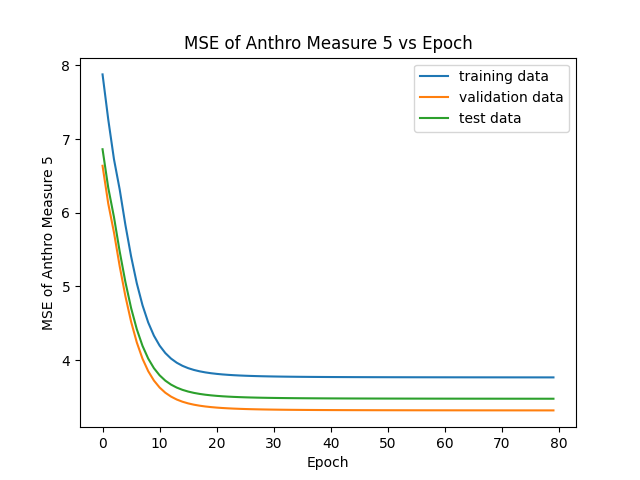 MSE of Anthro Measure 5 vs Epoch
training data
validation data
test data
MSE of Anthro Measure 5
8
7
6
5
4
0 10 20 30 40 50 60 70 80
Epoch